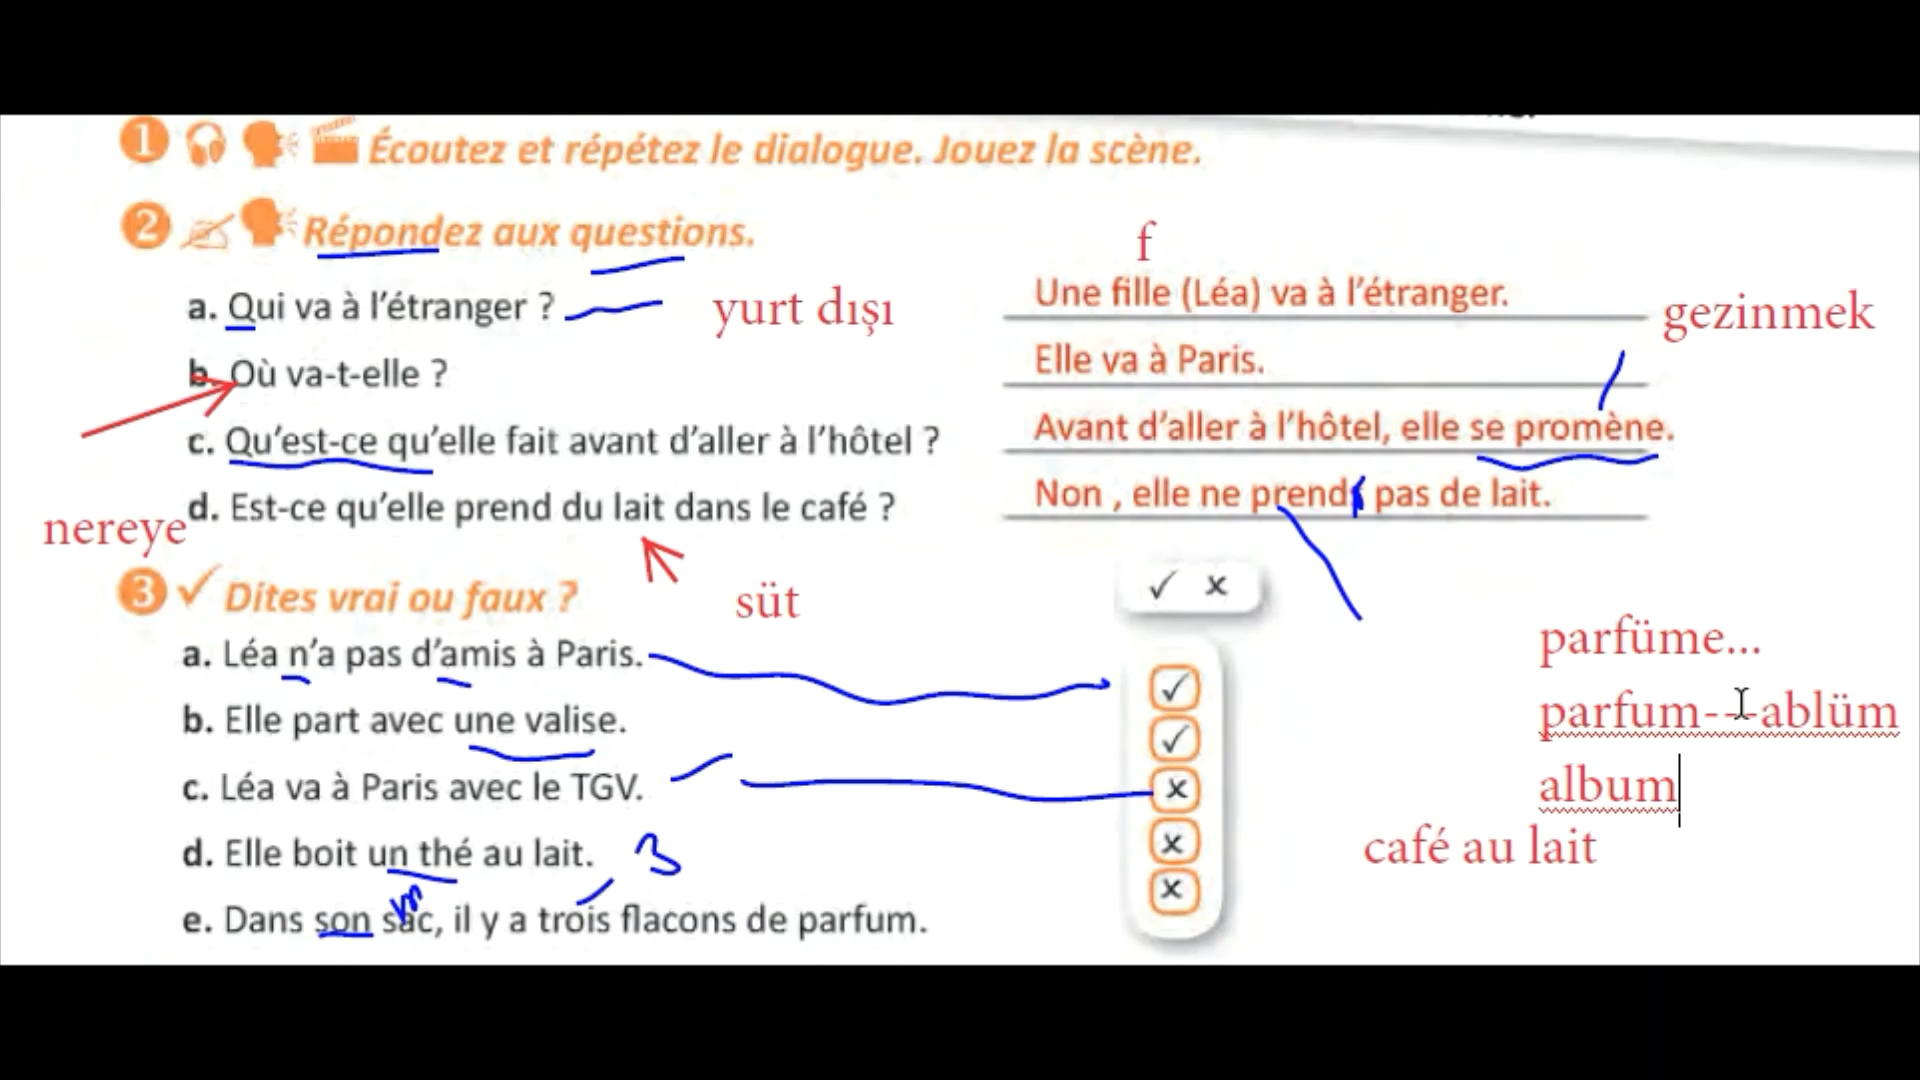 1 Écoutez et répétez le dialogue. Jouez la scène.
2 Répondez aux questions.
f
a. Qui va à l'étranger ?
yurt dışı
Une fille (Léa) va à l'étranger.
gezinmek
b. Où va-t-elle ?
Elle va à Paris.
c. Qu'est-ce qu'elle fait avant d'aller à l'hôtel ?
Avant d'aller à l'hôtel, elle se promène.
nereye
d. Est-ce qu'elle prend du lait dans le café ?
Non , elle ne prend pas de lait.
3 Dites vrai ou faux ?
süt
✓ x
a. Léa n'a pas d'amis à Paris.
✓
parfüme...
b. Elle part avec une valise.
✓
parfum---ablüm
c. Léa va à Paris avec le TGV.
x
album
d. Elle boit un thé au lait.
3
x
café au lait
e. Dans son sac, il y a trois flacons de parfum.
x